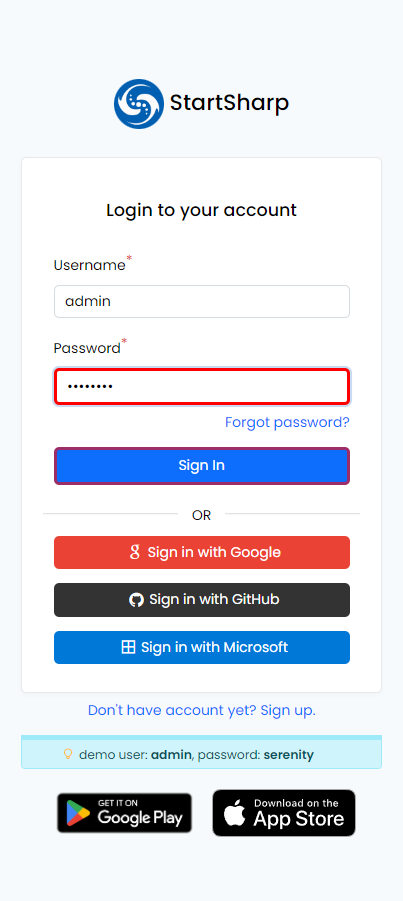 StartSharp
Login to your account
Username*
admin
Password*
••••••••
Forgot password?
Sign In
OR
Sign in with Google
Sign in with GitHub
Sign in with Microsoft
Don't have account yet? Sign up.
demo user: admin, password: serenity
GET IT ON
Google Play
Download on the
App Store